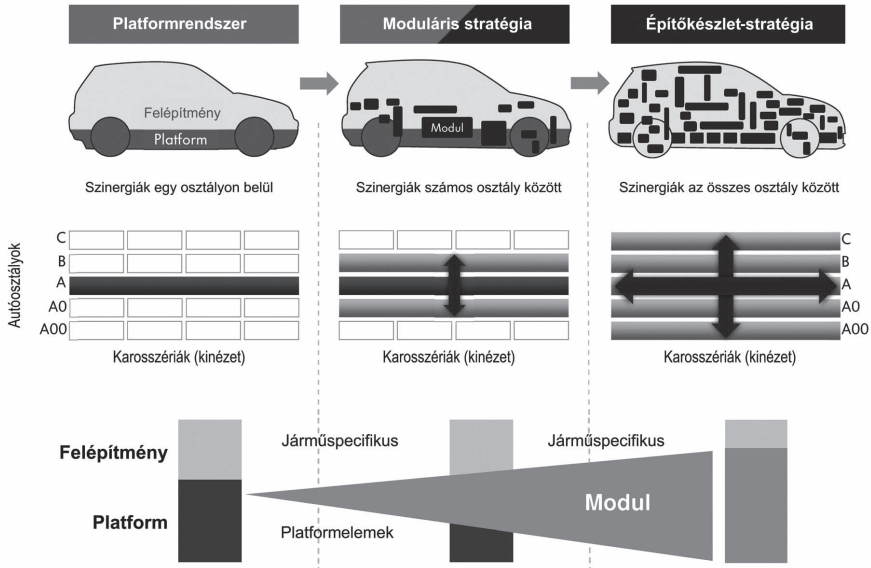 Platformrendszer
Moduláris stratégia
Építőkészlet-stratégia
Felépítmény
Platform
Modul
Szinergiák egy osztályon belül
Szinergiák számos osztály között
Szinergiák az összes osztály között
Autóosztályok
C
B
A
A0
A00
C
B
A
A0
A00
Karosszériák (kinézet)
Karosszériák (kinézet)
Karosszériák (kinézet)
Felépítmény
Platform
Járműspecifikus
Járműspecifikus
Platformelemek
Modul